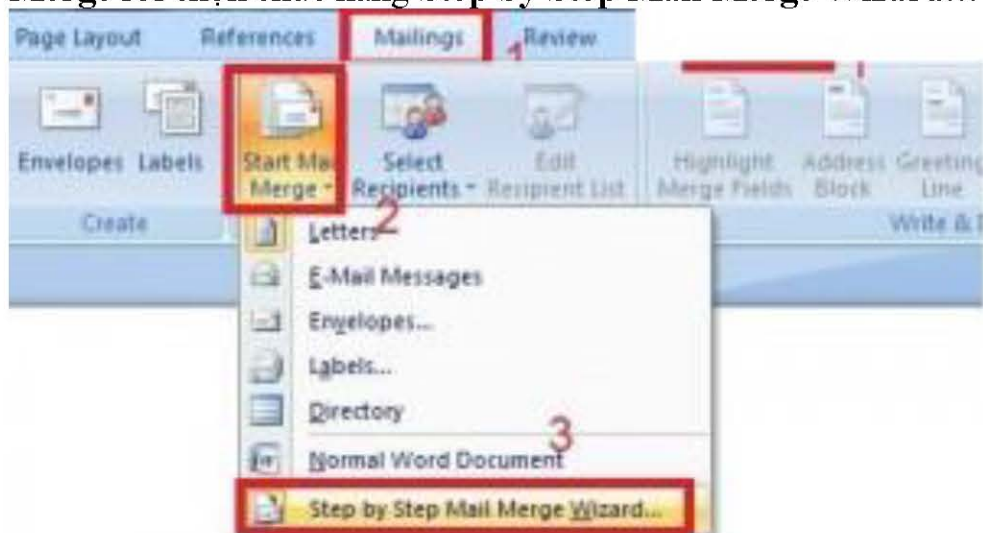 Page Layout References Mailings 1 Review
Envelopes Labels Start Mail Select Edit Highlight Address Greeting
Merge Recipients Recipient List Merge Fields Block Line
Create 2 Write &
Letters
E-Mail Messages
Envelopes...
Labels...
Directory
3
Normal Word Document
Step by Step Mail Merge Wizard...